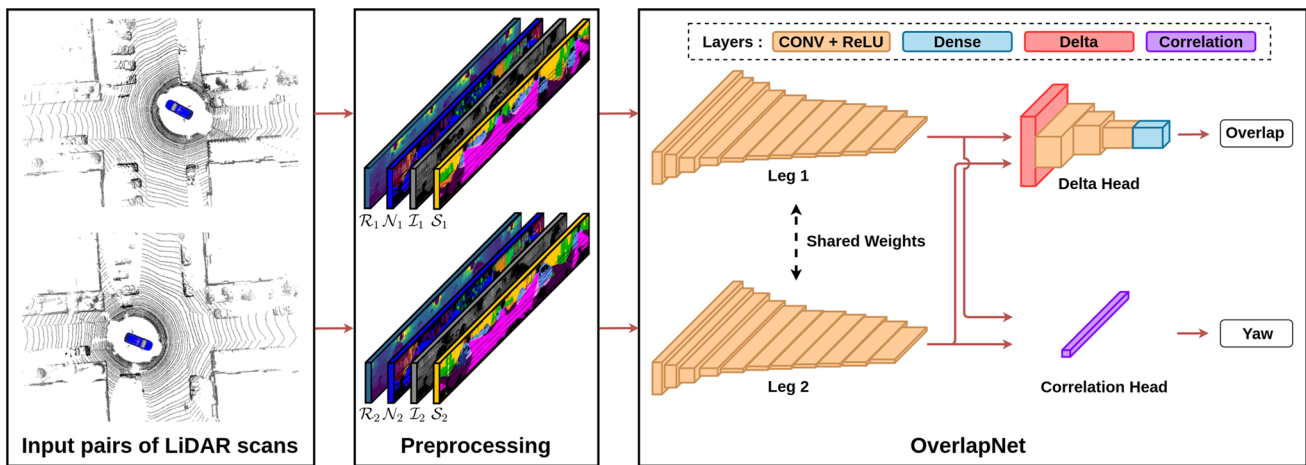 Layers : CONV + ReLU Dense Delta Correlation
Leg 1
Delta Head
Overlap
R₁ N₁ I₁ S₁
Shared Weights
Leg 2
Correlation Head
Yaw
R₂ N₂ I₂ S₂
Input pairs of LiDAR scans
Preprocessing
OverlapNet